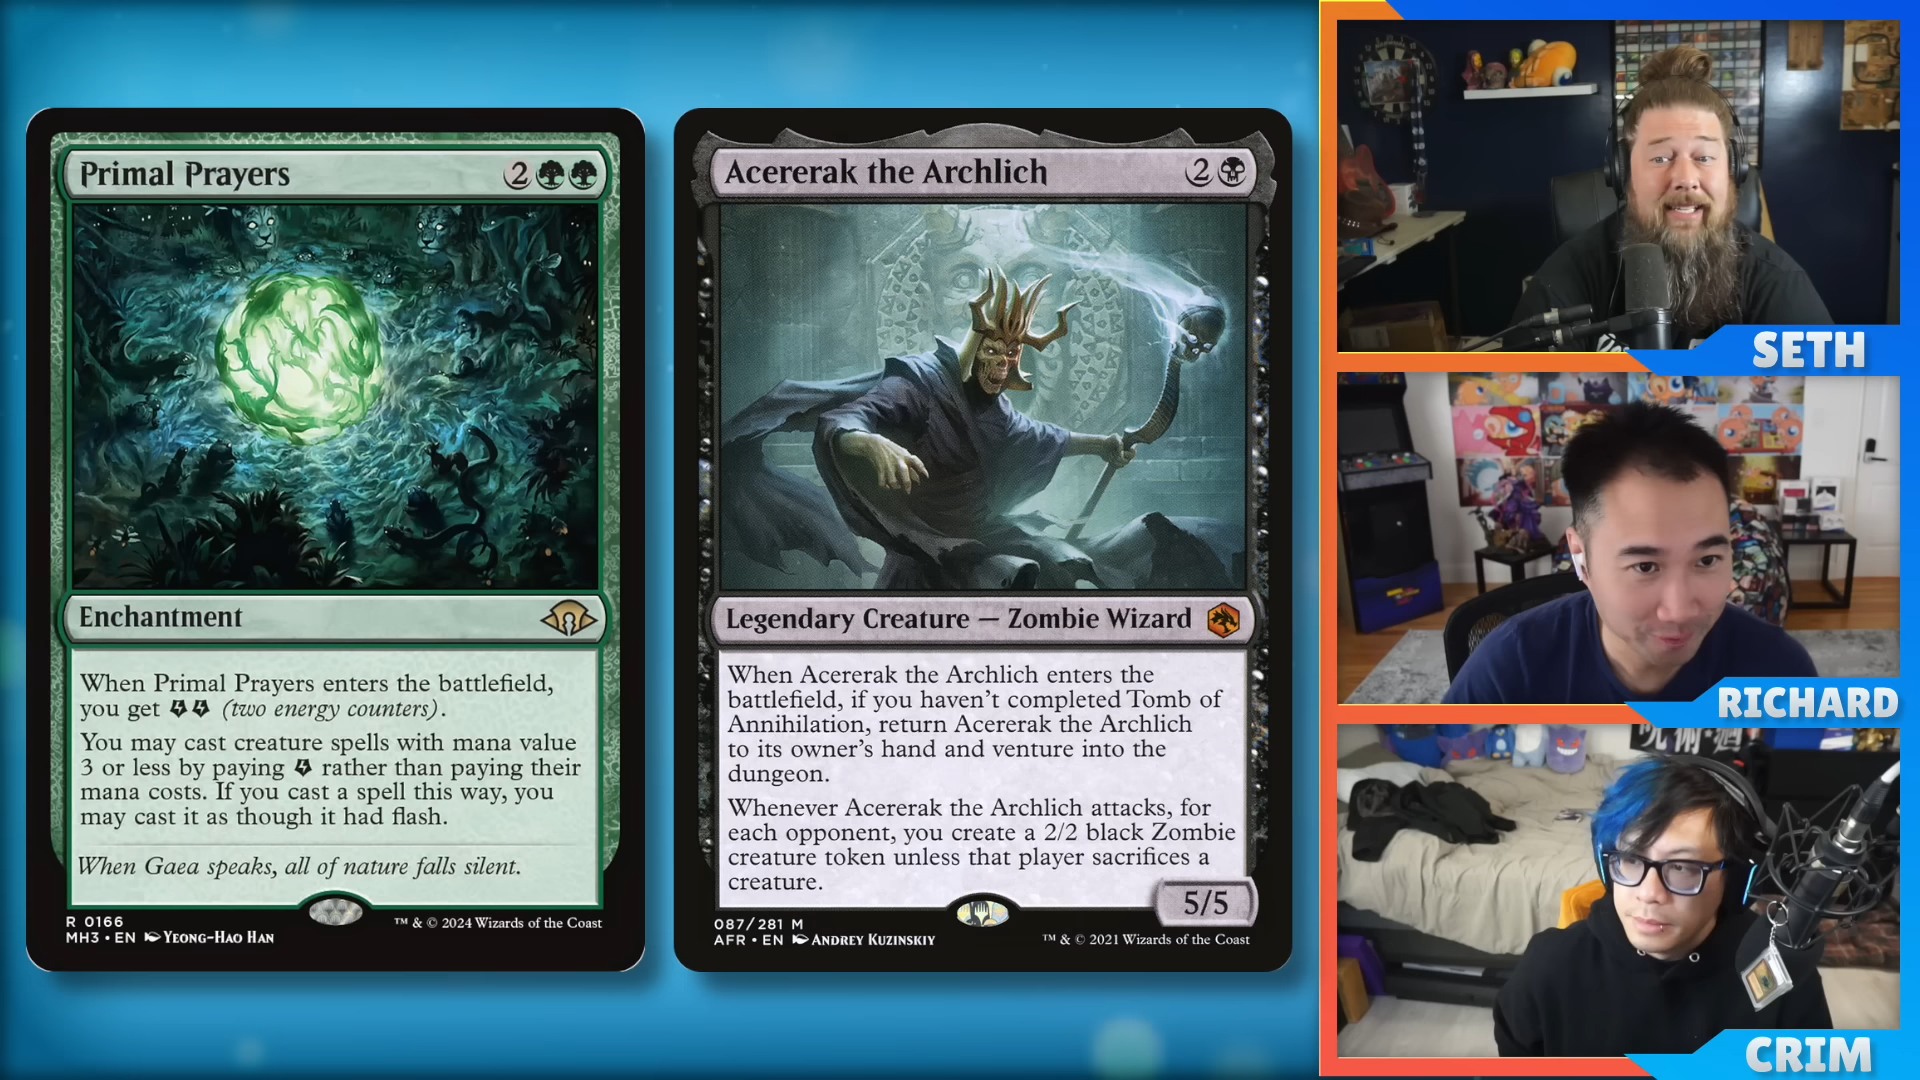 Primal Prayers 2
Enchantment
When Primal Prayers enters the battlefield,
you get (two energy counters).
You may cast creature spells with mana value
3 or less by paying rather than paying their
mana costs. If you cast a spell this way, you
may cast it as though it had flash.
When Gaea speaks, all of nature falls silent.
R 0166
MH3 • EN YEONG-HAO HAN
™ & © 2024 Wizards of the Coast
Acererak the Archlich 2
Legendary Creature — Zombie Wizard
When Acererak the Archlich enters the
battlefield, if you haven't completed Tomb of
Annihilation, return Acererak the Archlich
to its owner's hand and venture into the
dungeon.
Whenever Acererak the Archlich attacks, for
each opponent, you create a 2/2 black Zombie
creature token unless that player sacrifices a
creature.
5/5
087/281 M
AFR • EN ANDREY KUZINSKIY
™ & © 2021 Wizards of the Coast
SETH
RICHARD
CRIM